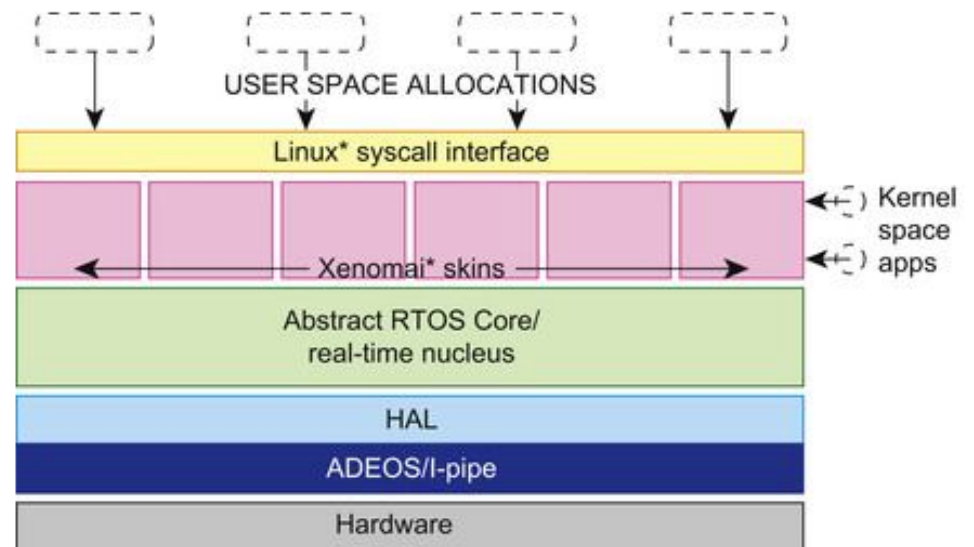 USER SPACE ALLOCATIONS
Linux* syscall interface
Kernel
space
apps
Xenomai* skins
Abstract RTOS Core/
real-time nucleus
HAL
ADEOS/I-pipe
Hardware